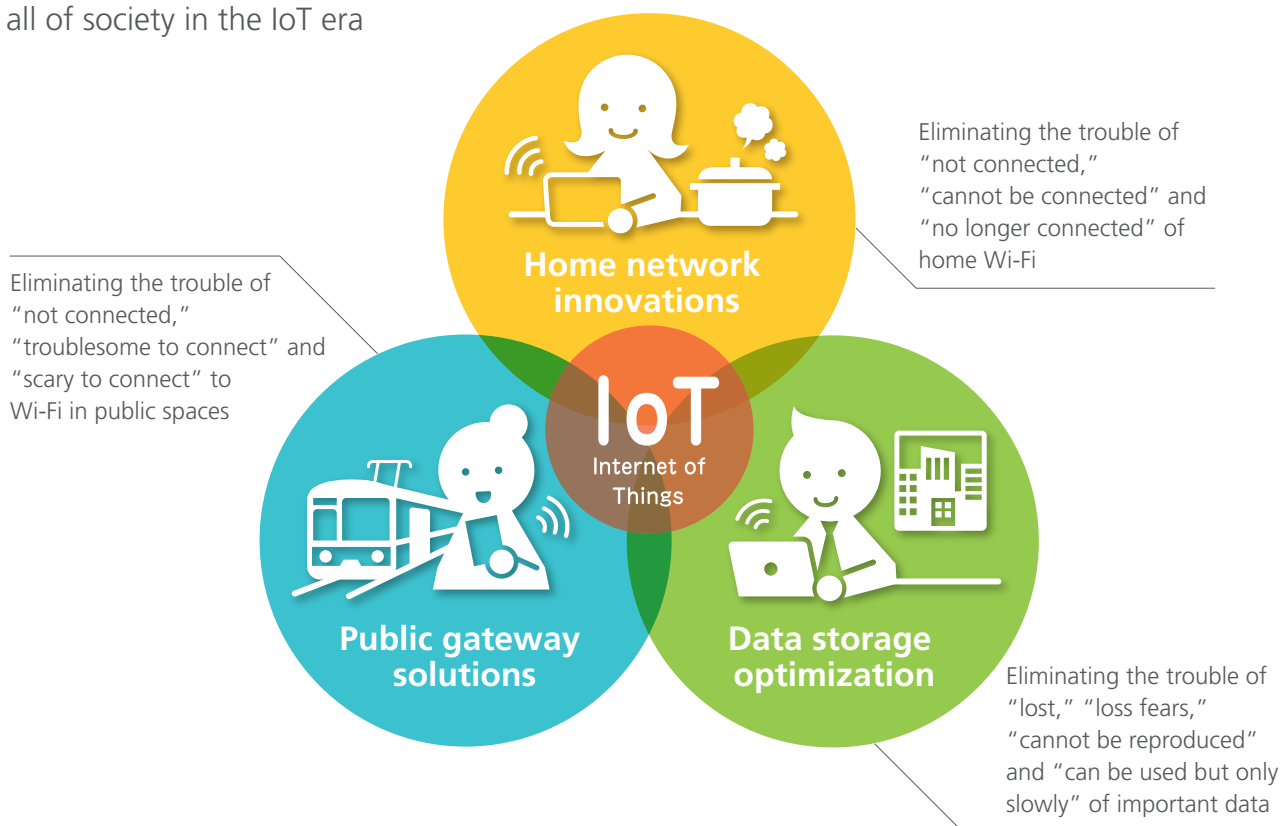 all of society in the IoT era
Eliminating the trouble of
“not connected,”
“cannot be connected” and
“no longer connected” of
home Wi-Fi
Home network
innovations
Eliminating the trouble of
“not connected,”
“troublesome to connect” and
“scary to connect” to
Wi-Fi in public spaces
IoT
Internet of
Things
Public gateway
solutions
Data storage
optimization
Eliminating the trouble of
“lost,” “loss fears,”
“cannot be reproduced”
and “can be used but only
slowly” of important data